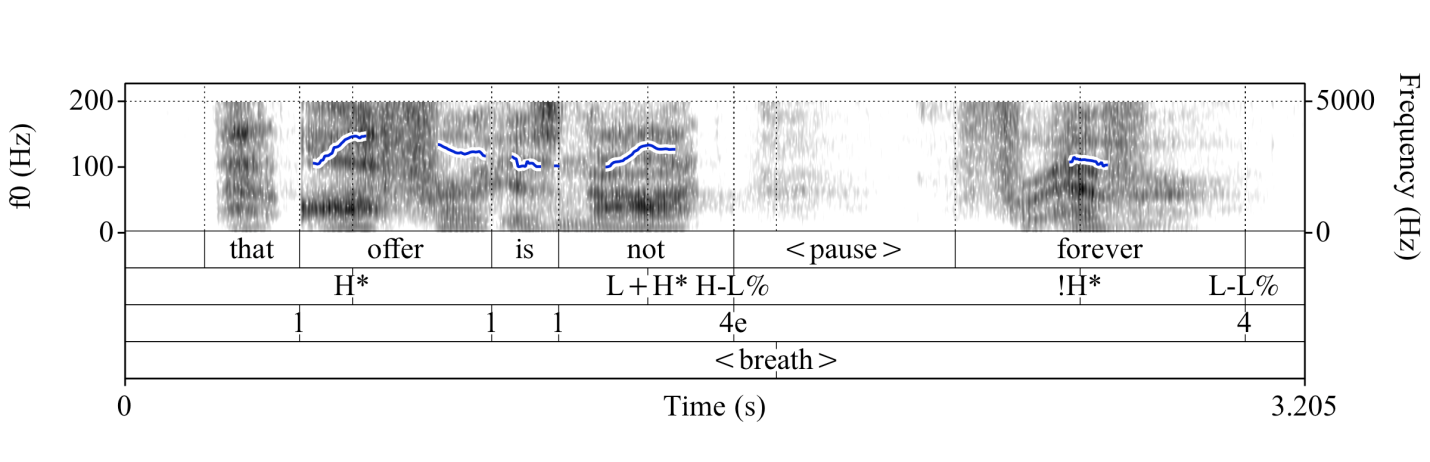 200
100
0
f0 (Hz)
5000
0
Frequency (Hz)
that offer is not <pause> forever
H* L+H* H-L% !H* L-L%
1 1 1 4e 4
<breath>
0 Time (s) 3.205